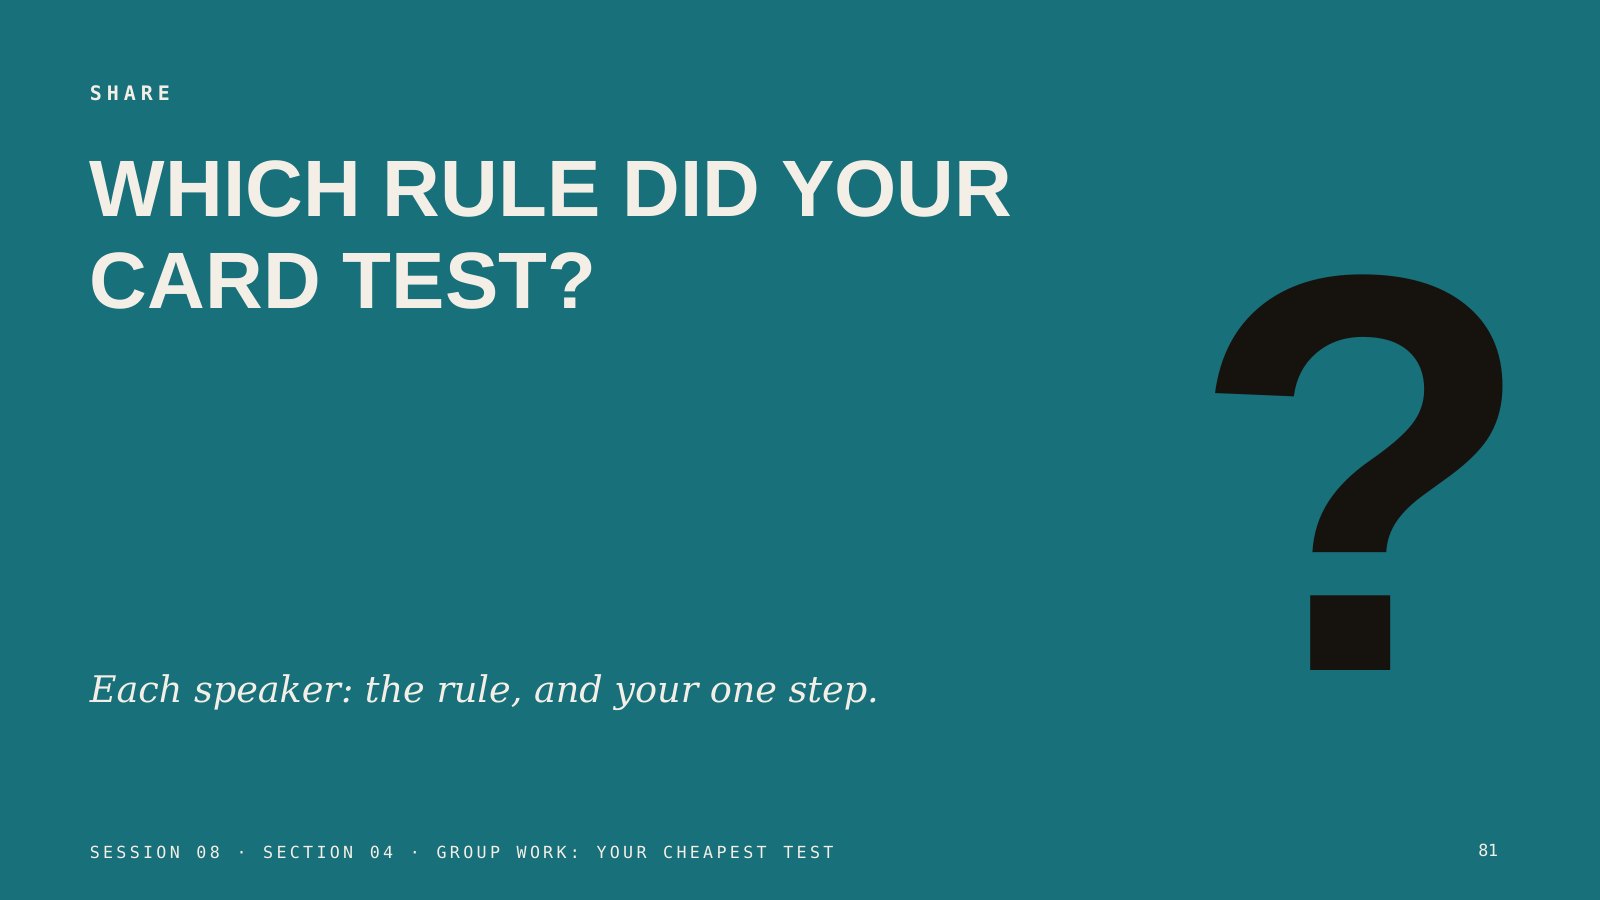 SHARE
WHICH RULE DID YOUR
CARD TEST?
?
Each speaker: the rule, and your one step.
SESSION 08 · SECTION 04 · GROUP WORK: YOUR CHEAPEST TEST
81